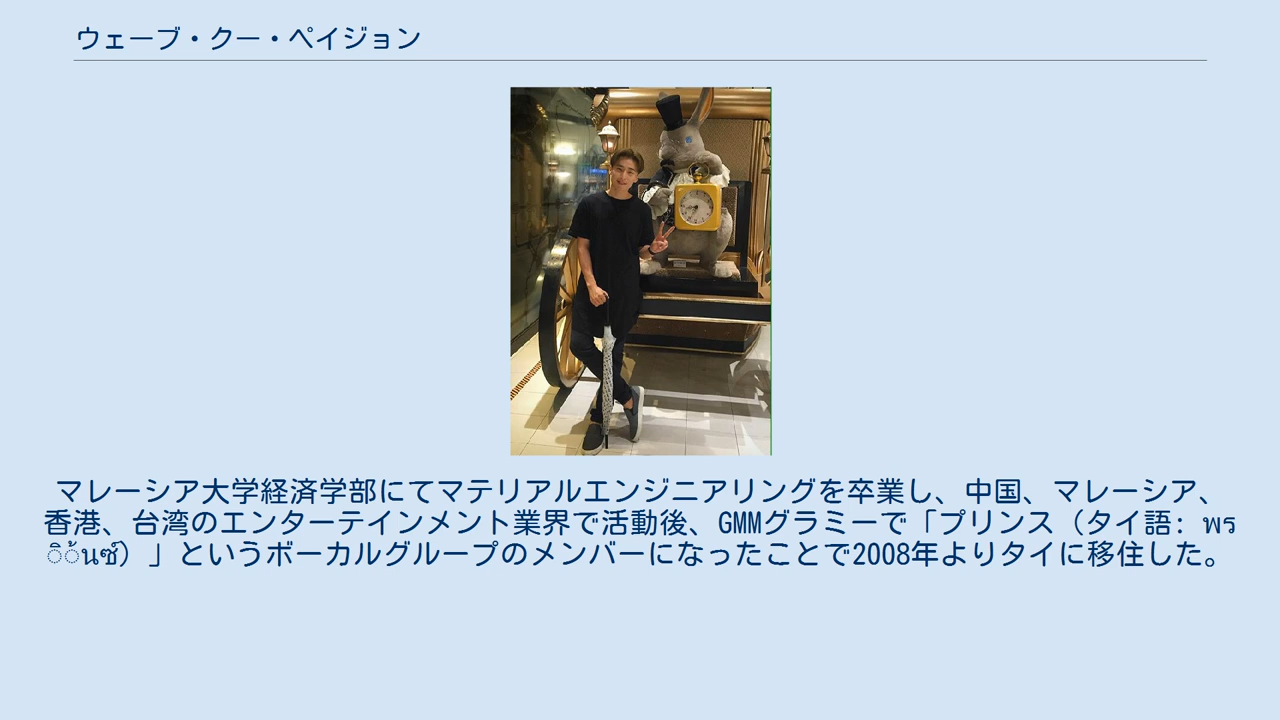 ウェーブ・クー・ペイジョン
マレーシア大学経済学部にてマテリアルエンジニアリングを卒業し、中国、マレーシア、
香港、台湾のエンターテインメント業界で活動後、GMMグラミーで「プリンス（タイ語: พร
ิ้นซ์）」というボーカルグループのメンバーになったことで2008年よりタイに移住した。